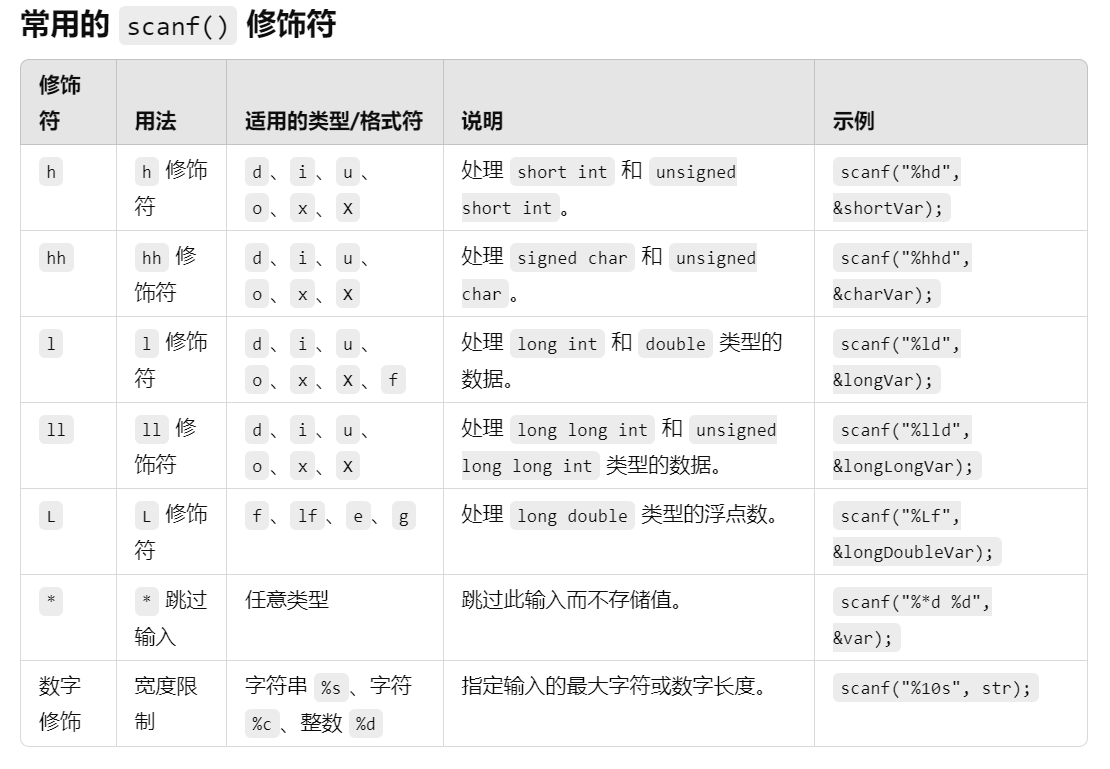 常用的 scanf() 修饰符
修饰
符
用法
适用的类型/格式符
说明
示例
h
h 修饰
符
d 、 i 、 u 、
o 、 x 、 X
处理 short int 和 unsigned
short int 。
scanf("%hd",
&shortVar);
hh
hh 修
饰符
d 、 i 、 u 、
o 、 x 、 X
处理 signed char 和 unsigned
char 。
scanf("%hhd",
&charVar);
l
l 修饰
符
d 、 i 、 u 、
o 、 x 、 X 、 f
处理 long int 和 double 类型的
数据。
scanf("%ld",
&longVar);
ll
ll 修
饰符
d 、 i 、 u 、
o 、 x 、 X
处理 long long int 和 unsigned
long long int 类型的数据。
scanf("%lld",
&longLongVar);
L
L 修饰
符
f 、 lf 、 e 、 g
处理 long double 类型的浮点数。
scanf("%Lf",
&longDoubleVar);
*
* 跳过
输入
任意类型
跳过此输入而不存储值。
scanf("%*d %d",
&var);
数字
修饰
宽度限
制
字符串 %s 、字符
%c 、整数 %d
指定输入的最大字符或数字长度。
scanf("%10s", str);